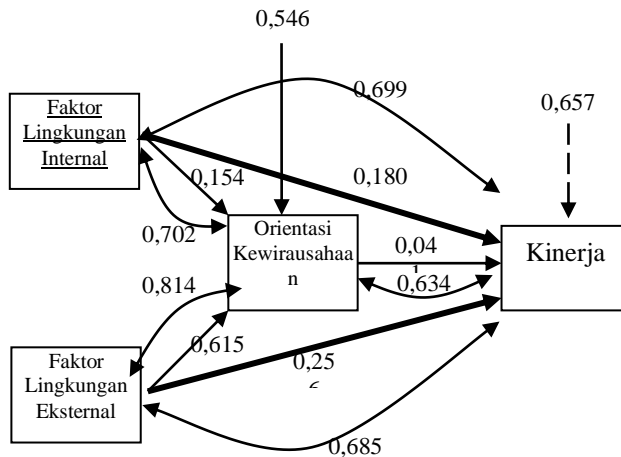 0,546
0,699
0,657
Faktor
Lingkungan
Internal
0,154
0,180
0,702
Orientasi
Kewirausahaa
n
0,04
Kinerja
0,634
0,814
0,615
0,25
Faktor
Lingkungan
Eksternal
0,685